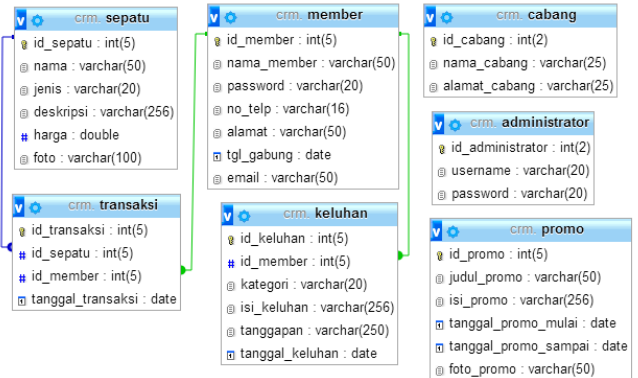 crm. sepatu
id_sepatu : int(5)
nama : varchar(50)
jenis : varchar(20)
deskripsi : varchar(256)
harga : double
foto : varchar(100)
crm. member
id_member : int(5)
nama_member : varchar(50)
password : varchar(20)
no_telp : varchar(16)
alamat : varchar(50)
tgl_gabung : date
email : varchar(50)
crm. cabang
id_cabang : int(2)
nama_cabang : varchar(25)
alamat_cabang : varchar(25)
crm. administrator
id_administrator : int(2)
username : varchar(20)
password : varchar(20)
crm. transaksi
id_transaksi : int(5)
id_sepatu : int(5)
id_member : int(5)
tanggal_transaksi : date
crm. keluhan
id_keluhan : int(5)
id_member : int(5)
kategori : varchar(20)
isi_keluhan : varchar(256)
tanggapan : varchar(250)
tanggal_keluhan : date
crm. promo
id_promo : int(5)
judul_promo : varchar(50)
isi_promo : varchar(256)
tanggal_promo_mulai : date
tanggal_promo_sampai : date
foto_promo : varchar(50)